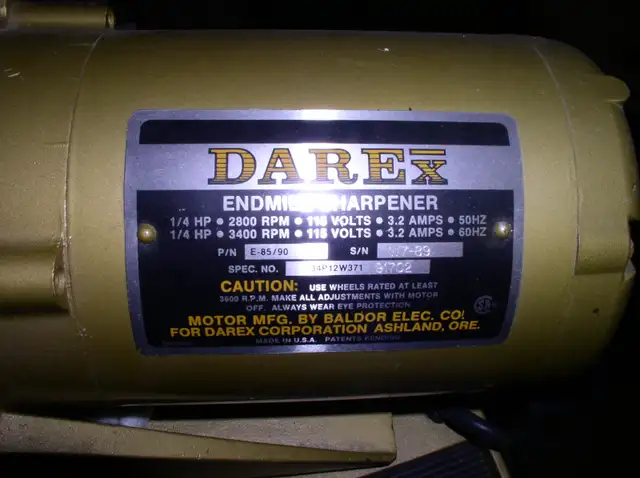 DAREX
ENDMILL SHARPENER
1/4 HP • 2800 RPM • 115 VOLTS • 3.2 AMPS • 50HZ
1/4 HP • 3400 RPM • 115 VOLTS • 3.2 AMPS • 60HZ
P/N E-85/90 S/N
SPEC. NO. 34P12W371 91702
CAUTION: USE WHEELS RATED AT LEAST
3600 R.P.M. MAKE ALL ADJUSTMENTS WITH MOTOR
OFF. ALWAYS WEAR EYE PROTECTION
MOTOR MFG. BY BALDOR ELEC. CO.
FOR DAREX CORPORATION ASHLAND, ORE.
MADE IN U.S.A. PATENTS PENDING